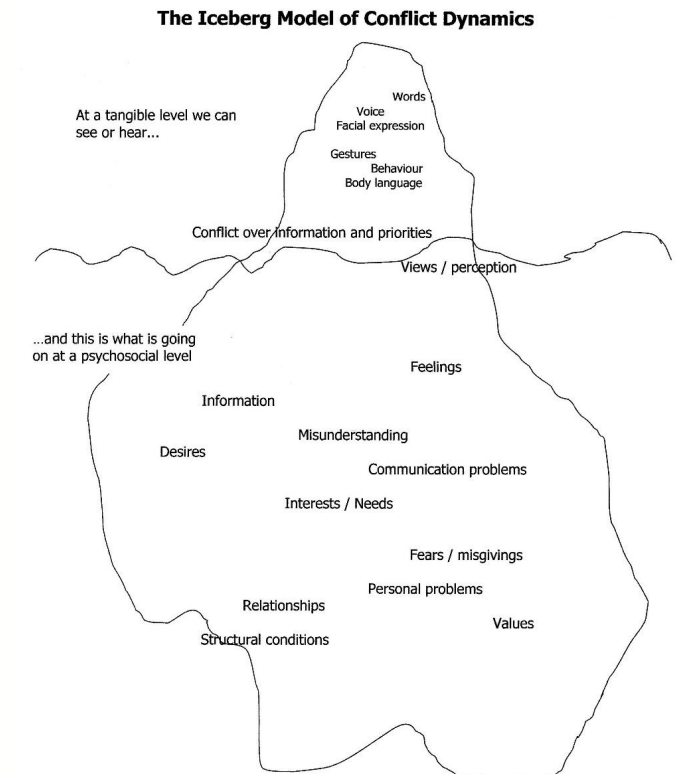 The Iceberg Model of Conflict Dynamics
Words
At a tangible level we can
see or hear...
Voice
Facial expression
Gestures
Behaviour
Body language
Conflict over information and priorities
Views / perception
...and this is what is going
on at a psychosocial level
Feelings
Information
Misunderstanding
Desires
Communication problems
Interests / Needs
Fears / misgivings
Personal problems
Relationships
Values
Structural conditions